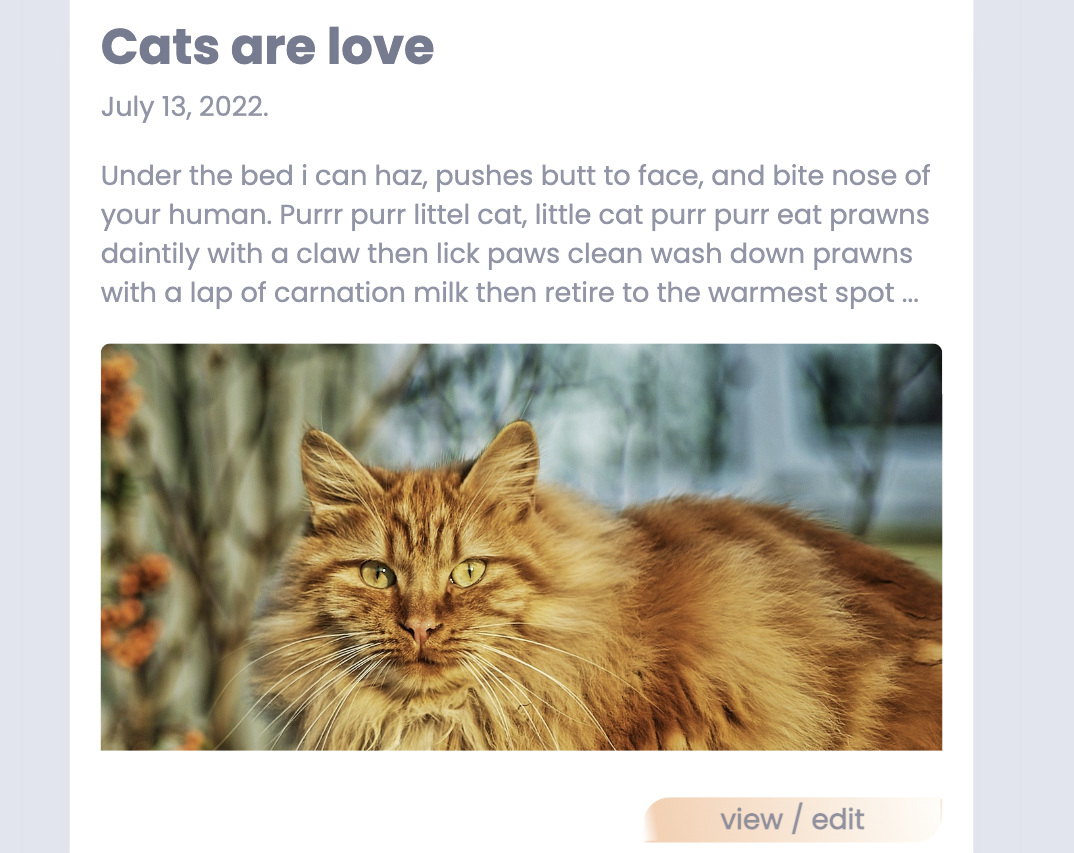 Cats are love
July 13, 2022.
Under the bed i can haz, pushes butt to face, and bite nose of
your human. Purrr purr littel cat, little cat purr purr eat prawns
daintily with a claw then lick paws clean wash down prawns
with a lap of carnation milk then retire to the warmest spot ...
view / edit